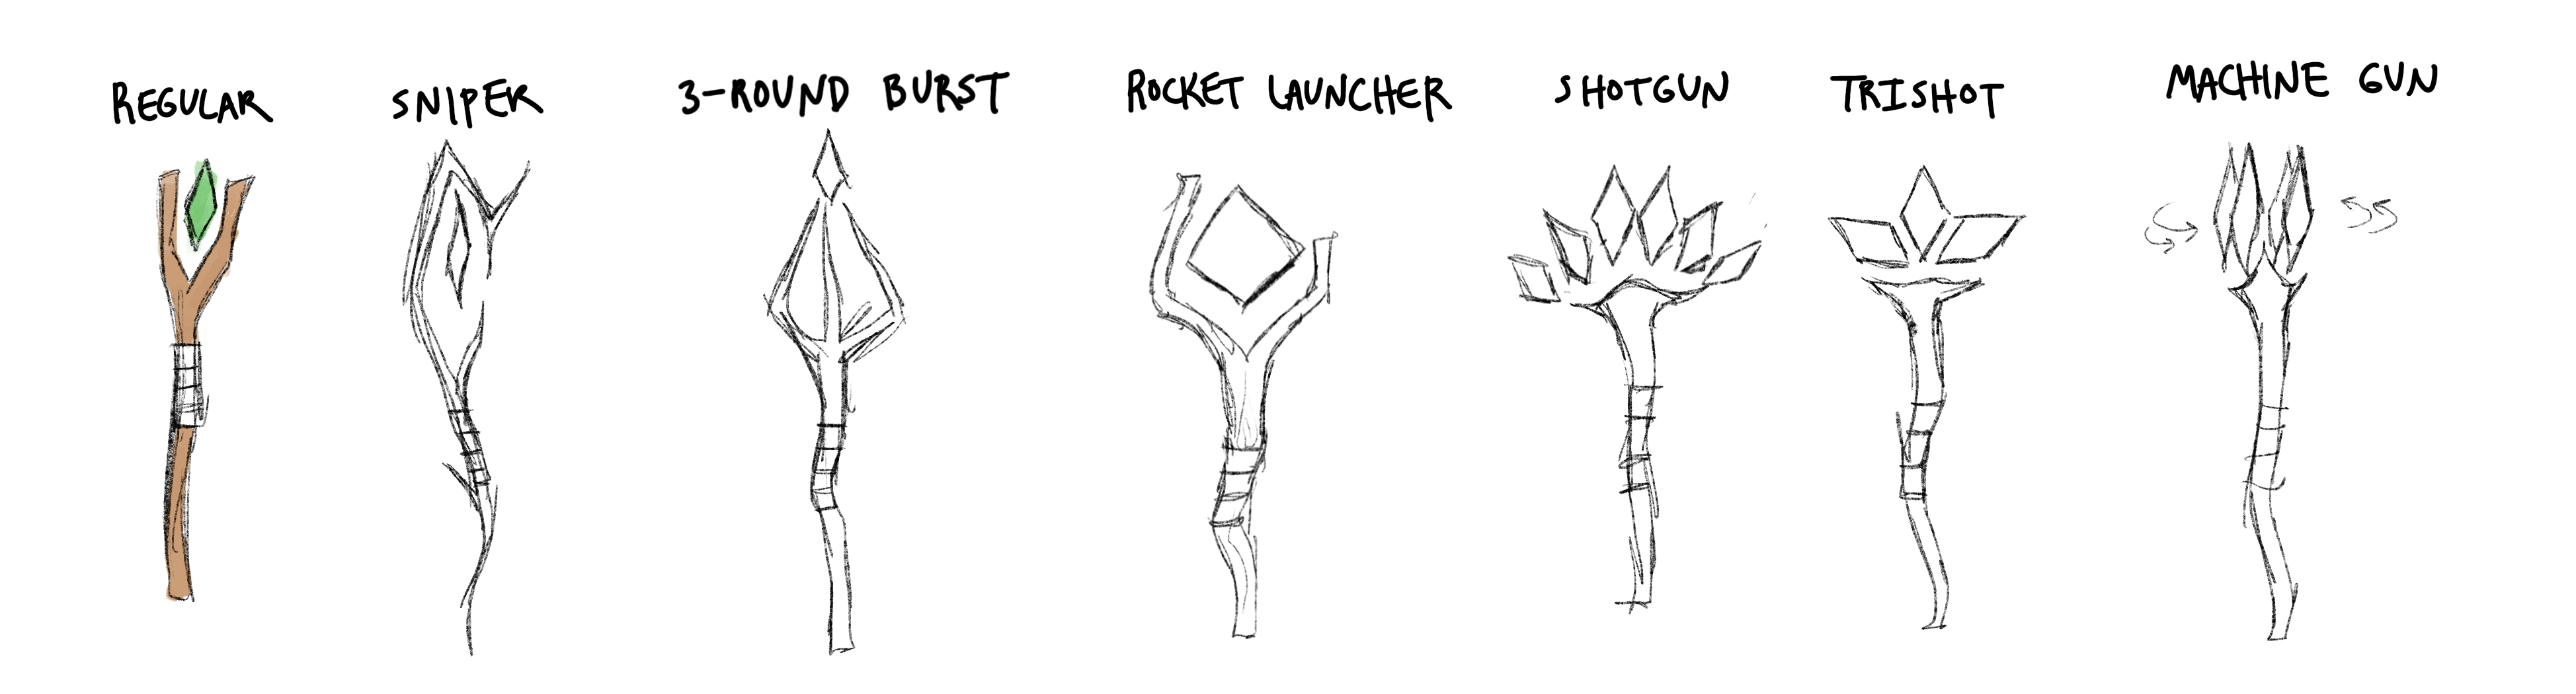 REGULAR
SNIPER
3-ROUND BURST
ROCKET LAUNCHER
SHOTGUN
TRISHOT
MACHINE GUN